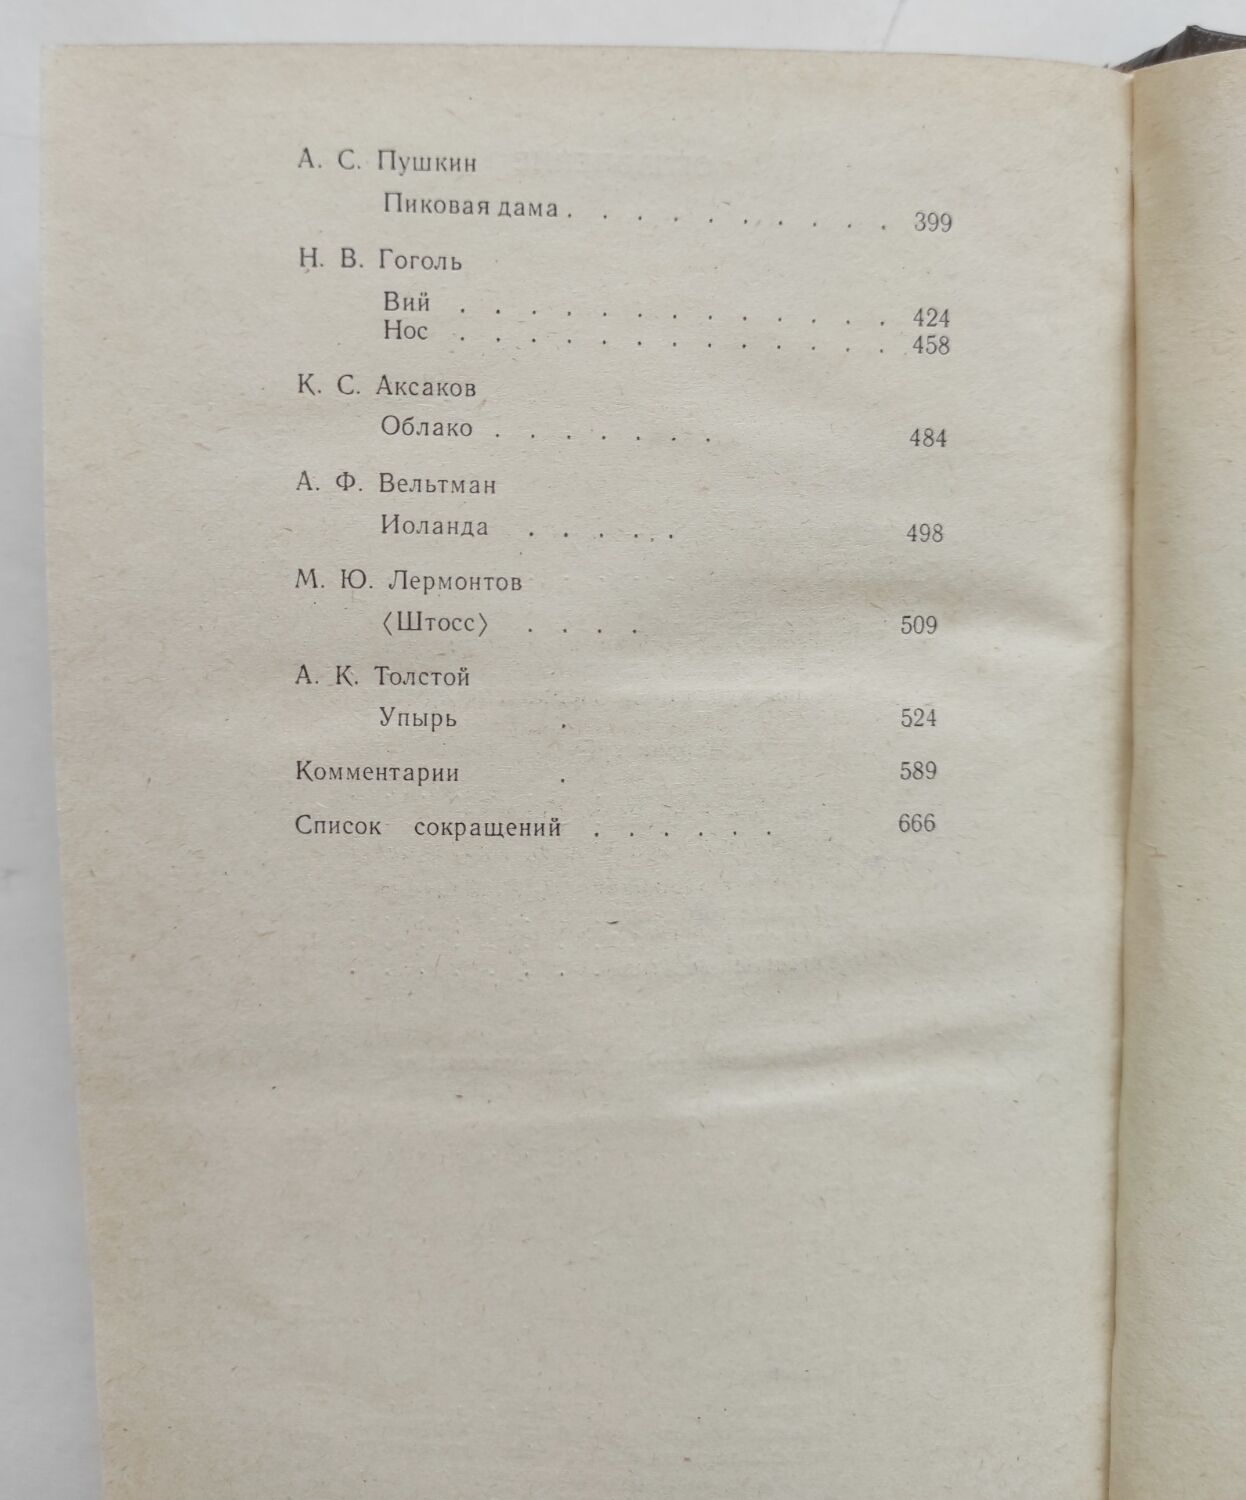 А. С. Пушкин
Пиковая дама . . . . . . . . . . 399
Н. В. Гоголь
Вий . . . . . . . . . . . . . 424
Нос . . . . . . . . . . . . . 458
К. С. Аксаков
Облако . . . . . . . 484
А. Ф. Вельтман
Иоланда . . . . . 498
М. Ю. Лермонтов
〈Штосс〉 . . . . 509
А. К. Толстой
Упырь . 524
Комментарии . 589
Список сокращений . . . . . . 666